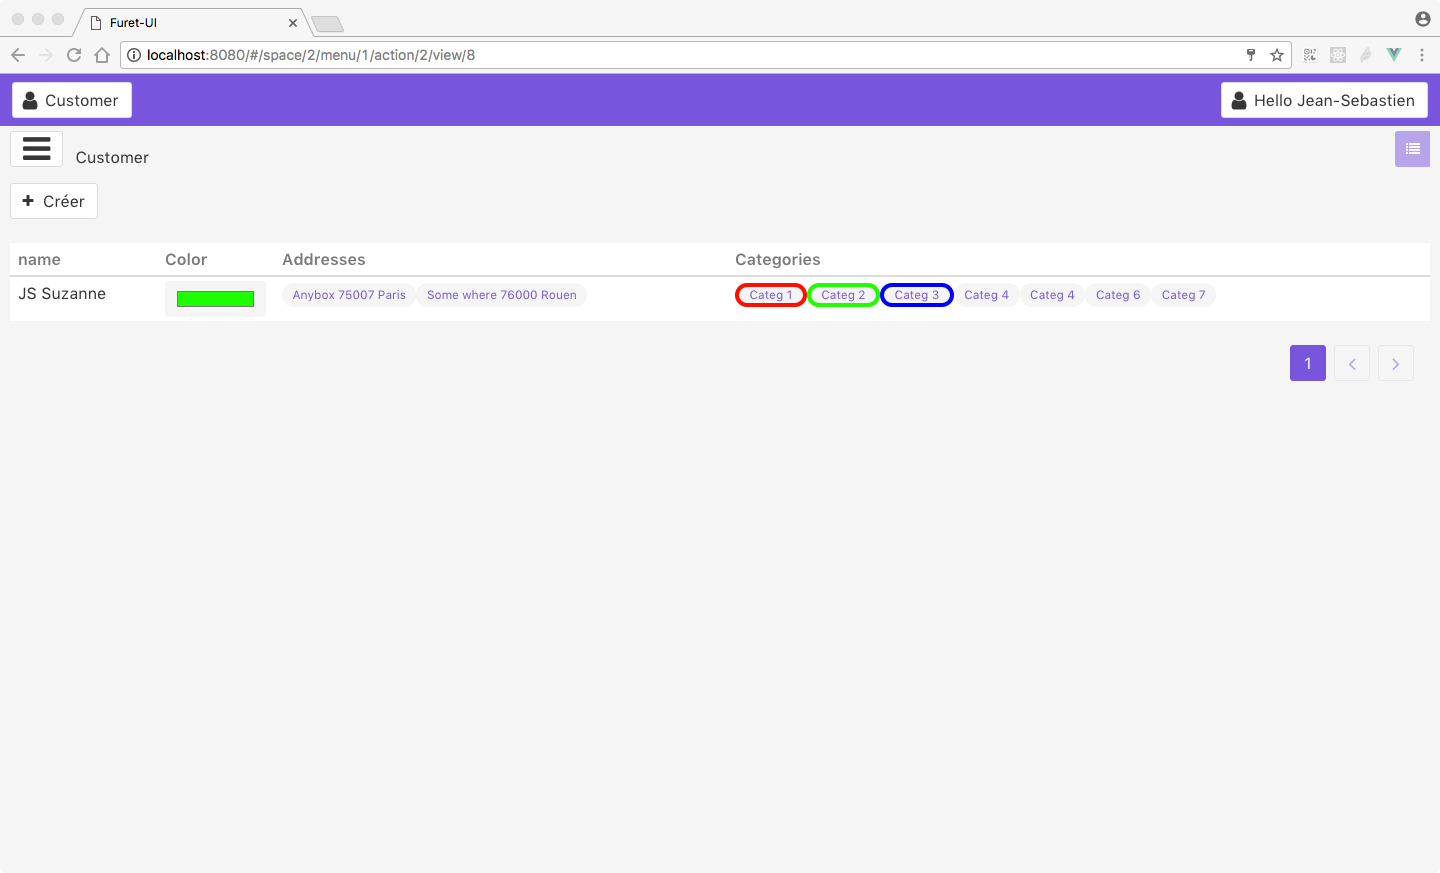 Furet-UI
localhost:8080/#/space/2/menu/1/action/2/view/8
Customer
Hello Jean-Sebastien
Customer
Créer
name Color Addresses Categories
JS Suzanne Anybox 75007 Paris Some where 76000 Rouen Categ 1 Categ 2 Categ 3 Categ 4 Categ 4 Categ 6 Categ 7
1